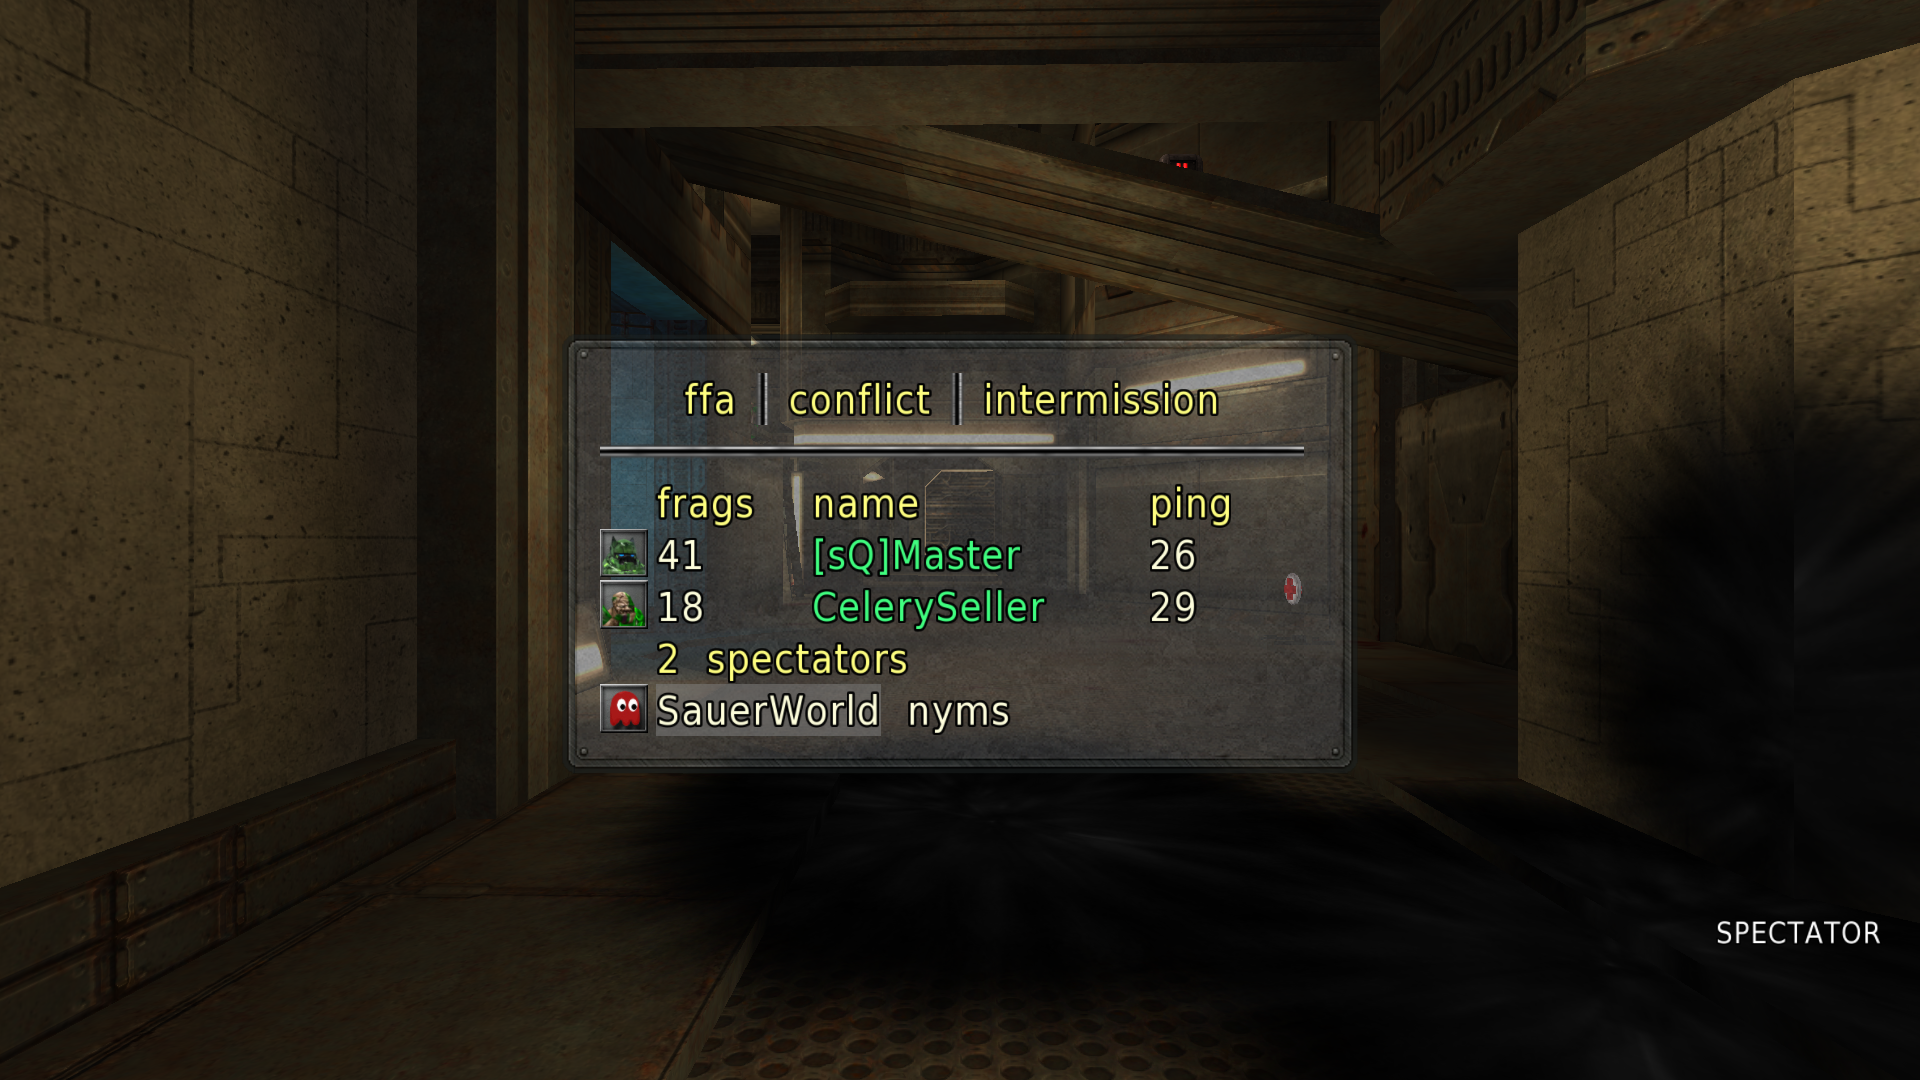 ffa conflict intermission
frags name ping
41 [sQ]Master 26
18 CelerySeller 29
2 spectators
SauerWorld nyms
SPECTATOR